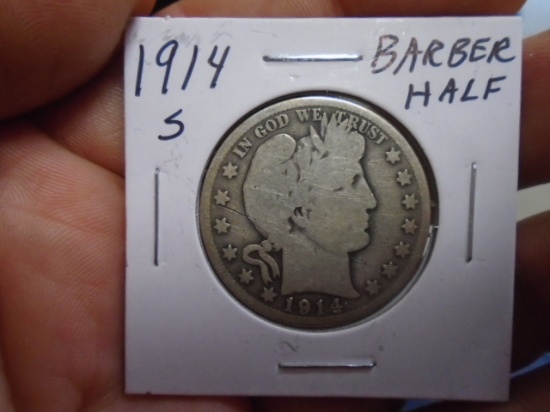 1914 BARBER
S HALF
IN GOD WE TRUST
1914